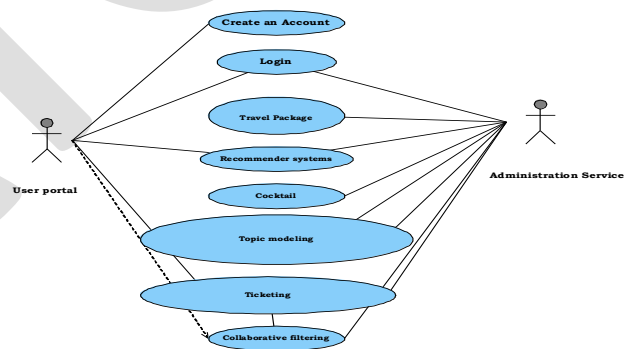 Create an Account
Login
Travel Package
Recommender systems
User portal
Administration Service
Cocktail
Topic modeling
Ticketing
Collaborative filtering